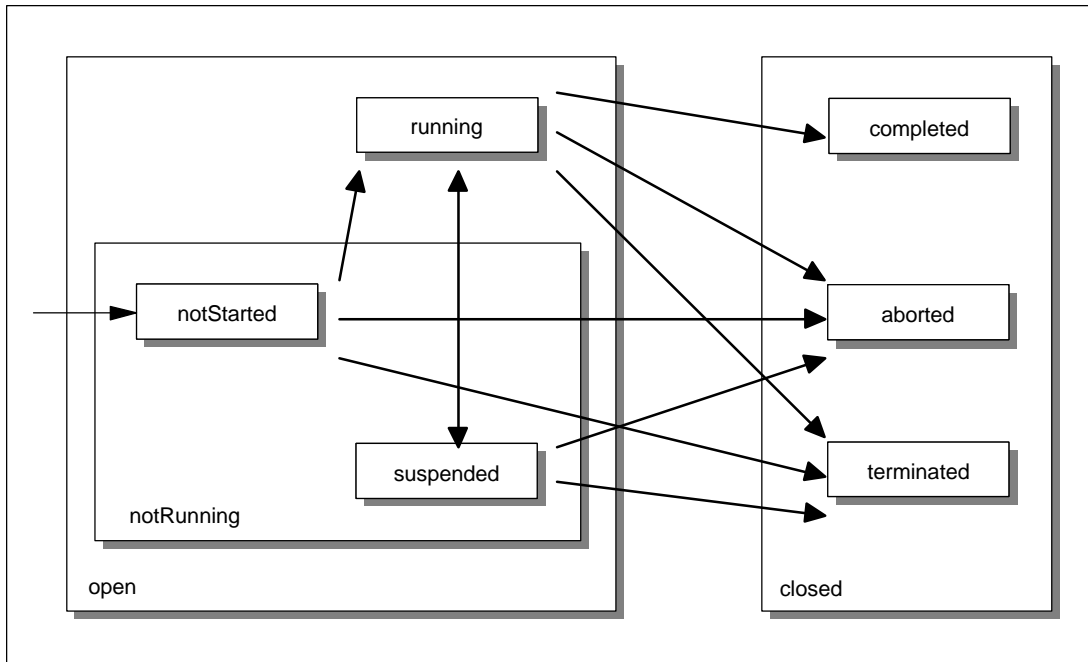 running
completed
notStarted
aborted
suspended
terminated
notRunning
open
closed